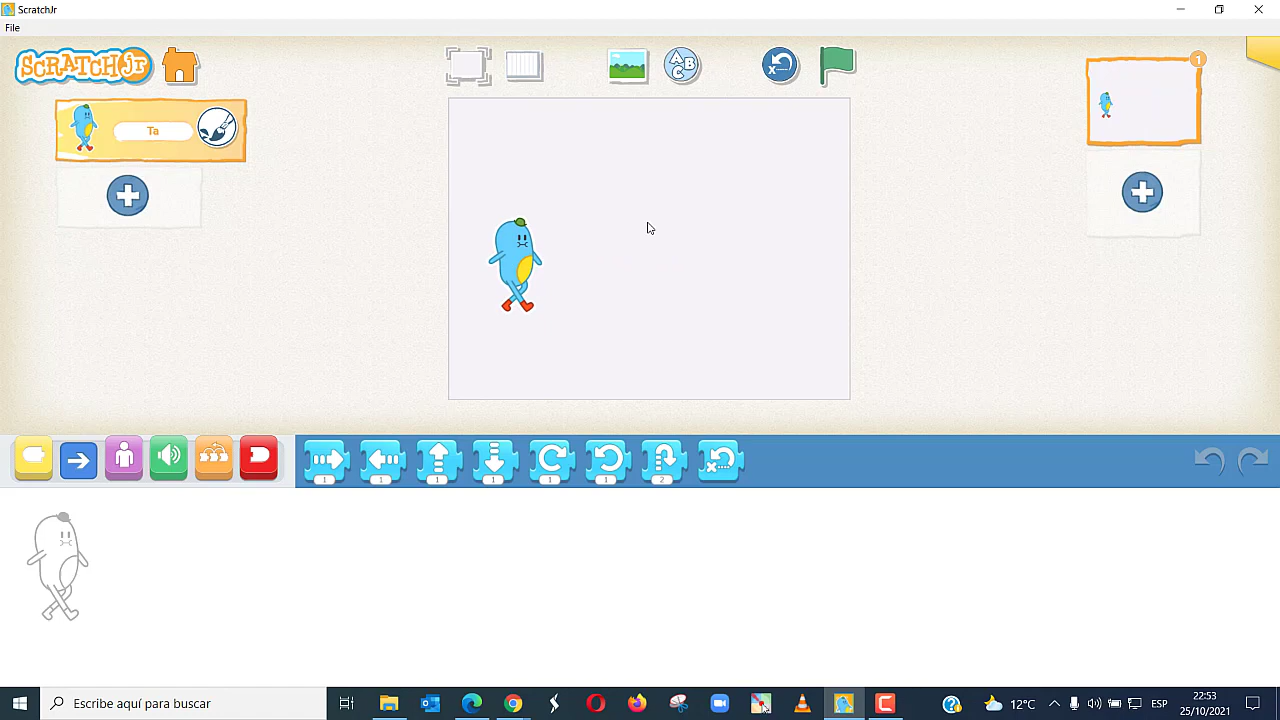 ScratchJr
File
SCRATCHJr
A B C
1
Ta
1 1 1 1 1 1 2
Escribe aquí para buscar
12°C
ESP
22:53
25/10/2021